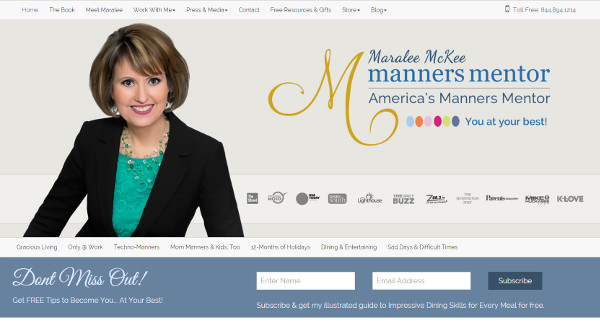 Home The Book Meet Maralee Work With Me Press & Media Contact Free Resources & Gifts Store Blog Toll Free: 844.894.1214
Maralee McKee
M manners mentor
America's Manners Mentor
You at your best!
Lighthouse BUZZ Parents K-LOVE
Gracious Living Only @ Work Techno-Manners Mom Manners & Kids, Too 12-Months of Holidays Dining & Entertaining Sad Days & Difficult Times
Dont Miss Out!
Get FREE Tips to Become You... At Your Best!
Enter Name Email Address Subscribe
Subscribe & get my illustrated guide to Impressive Dining Skills for Every Meal for free.